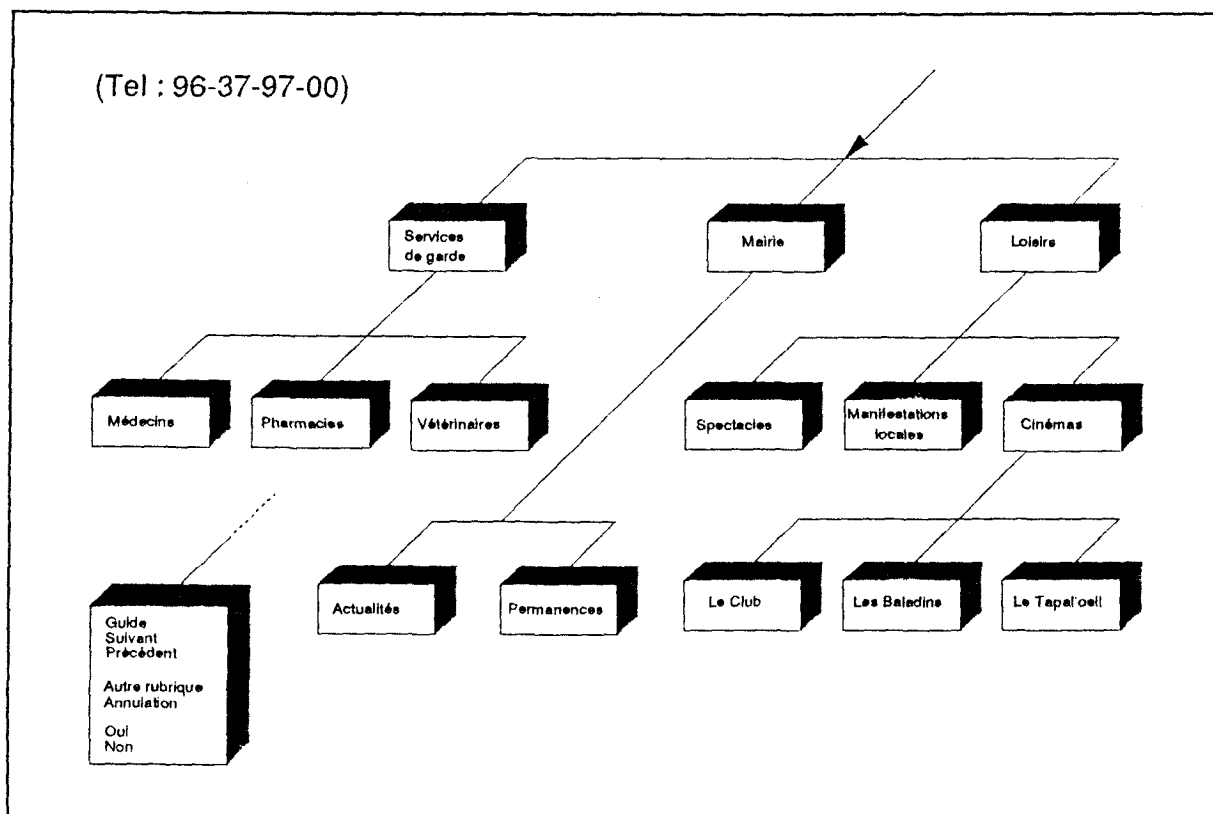 (Tel : 96-37-97-00)
Services
de garde
Mairie
Loisirs
Médecins
Pharmacies
Vétérinaires
Spectacles
Manifestations
locales
Cinémas
Actualités
Permanences
Le Club
Les Baladins
Le Tapal'oeil
Guide
Suivant
Précédent
Autre rubrique
Annulation
Oui
Non